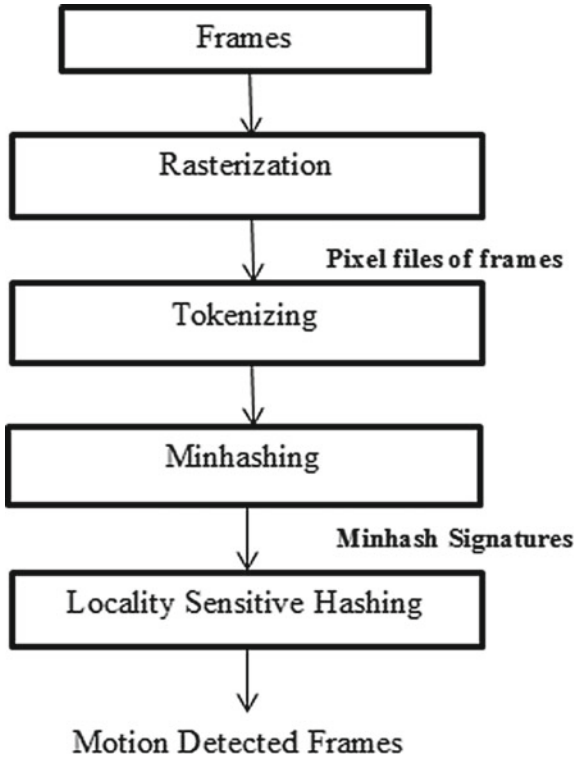 Frames
Rasterization
Pixel files of frames
Tokenizing
Minhashing
Minhash Signatures
Locality Sensitive Hashing
Motion Detected Frames